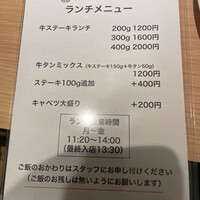 ランチメニュー
牛ステーキランチ 200g 1200円
300g 1600円
400g 2000円
牛タンミックス (牛ステーキ150g+牛タン50g)
1200円
ステーキ100g追加 +400円
キャベツ大盛り +200円
ランチ営業時間
月~金
11:20~14:00
(最終入店13:30)
ご飯のおかわりはスタッフにお申し付けください
(ご飯のお残しは無いようにお願いします)